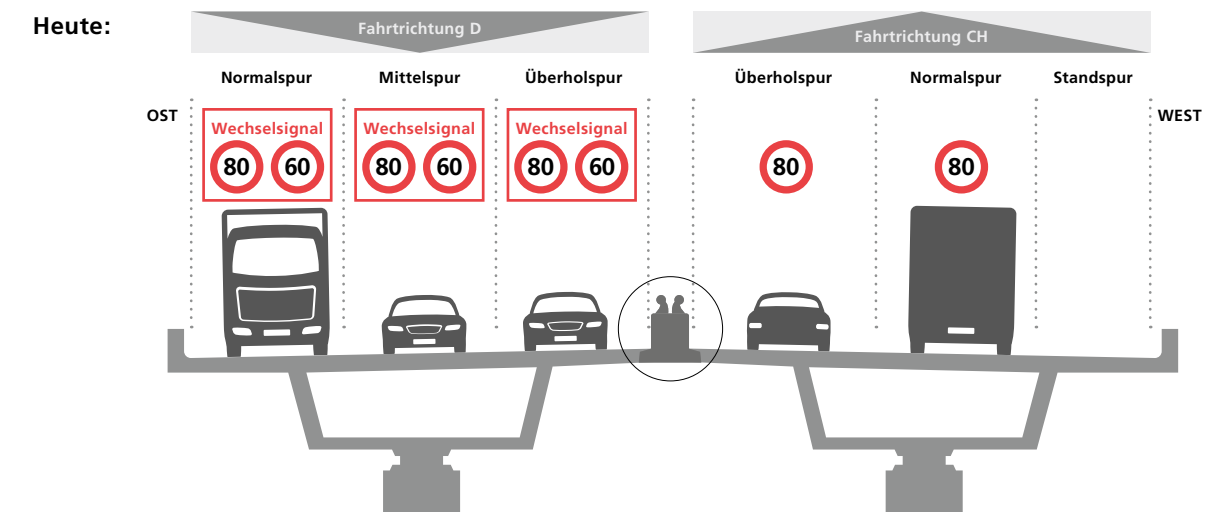 Heute:
Fahrtrichtung D
Fahrtrichtung CH
Normalspur
Mittelspur
Überholspur
Überholspur
Normalspur
Standspur
OST
WEST
Wechselsignal
80 60
Wechselsignal
80 60
Wechselsignal
80 60
80
80